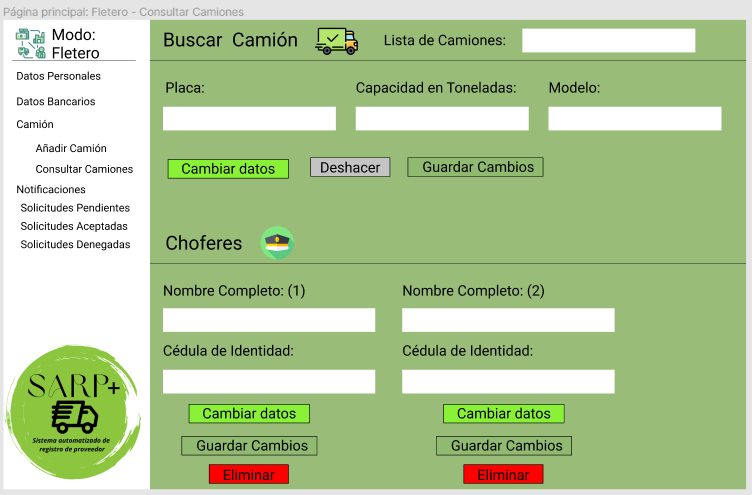 Página principal: Fletero - Consultar Camiones
Modo:
Fletero
Datos Personales
Datos Bancarios
Camión
Añadir Camión
Consultar Camiones
Notificaciones
Solicitudes Pendientes
Solicitudes Aceptadas
Solicitudes Denegadas
SARP+
Sistema automatizado de
registro de proveedor
Buscar Camión
Lista de Camiones:
Placa:
Capacidad en Toneladas:
Modelo:
Cambiar datos
Deshacer
Guardar Cambios
Choferes
Nombre Completo: (1)
Nombre Completo: (2)
Cédula de Identidad:
Cédula de Identidad:
Cambiar datos
Cambiar datos
Guardar Cambios
Guardar Cambios
Eliminar
Eliminar